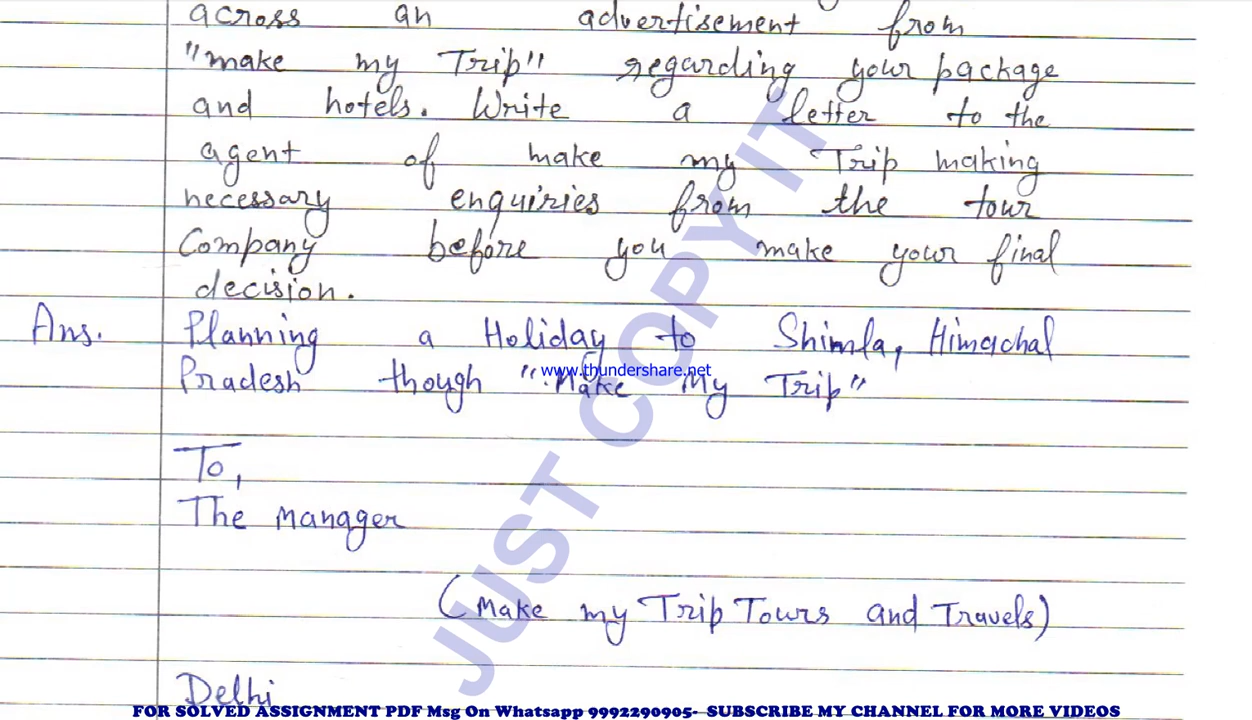 across an advertisement from
"make my Trip" regarding your package
and hotels. Write a letter to the
agent of make my Trip making
necessary enquiries from the tour
Company before you make your final
decision.
Ans. Planning a Holiday to Shimla, Himachal
Pradesh though "Make My Trip"
www.thundershare.net
To,
The manager
(Make my Trip Tours and Travels)
Delhi
JUST COPY IT
FOR SOLVED ASSIGNMENT PDF Msg On Whatsapp 9992290905- SUBSCRIBE MY CHANNEL FOR MORE VIDEOS